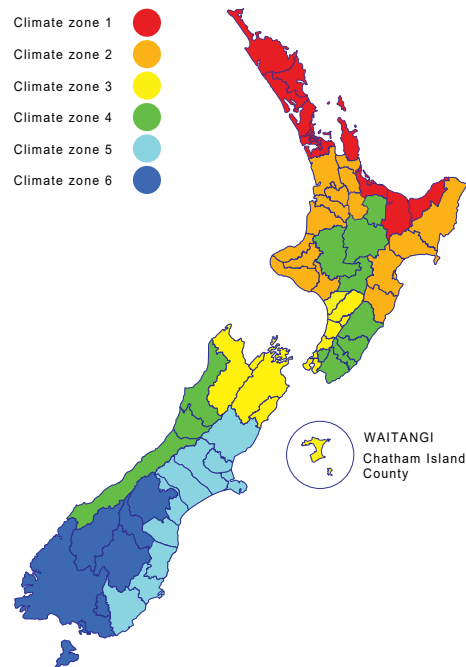 Climate zone 1
Climate zone 2
Climate zone 3
Climate zone 4
Climate zone 5
Climate zone 6
WAITANGI
Chatham Island
County